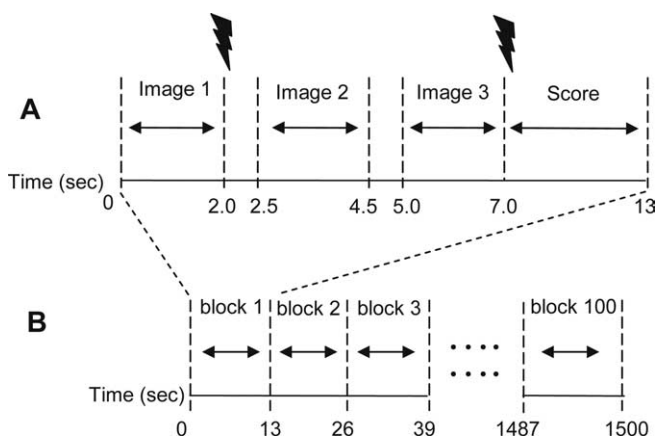 A
Image 1
Image 2
Image 3
Score
Time (sec)
0
2.0
2.5
4.5
5.0
7.0
13
B
block 1
block 2
block 3
block 100
Time (sec)
0
13
26
39
1487
1500